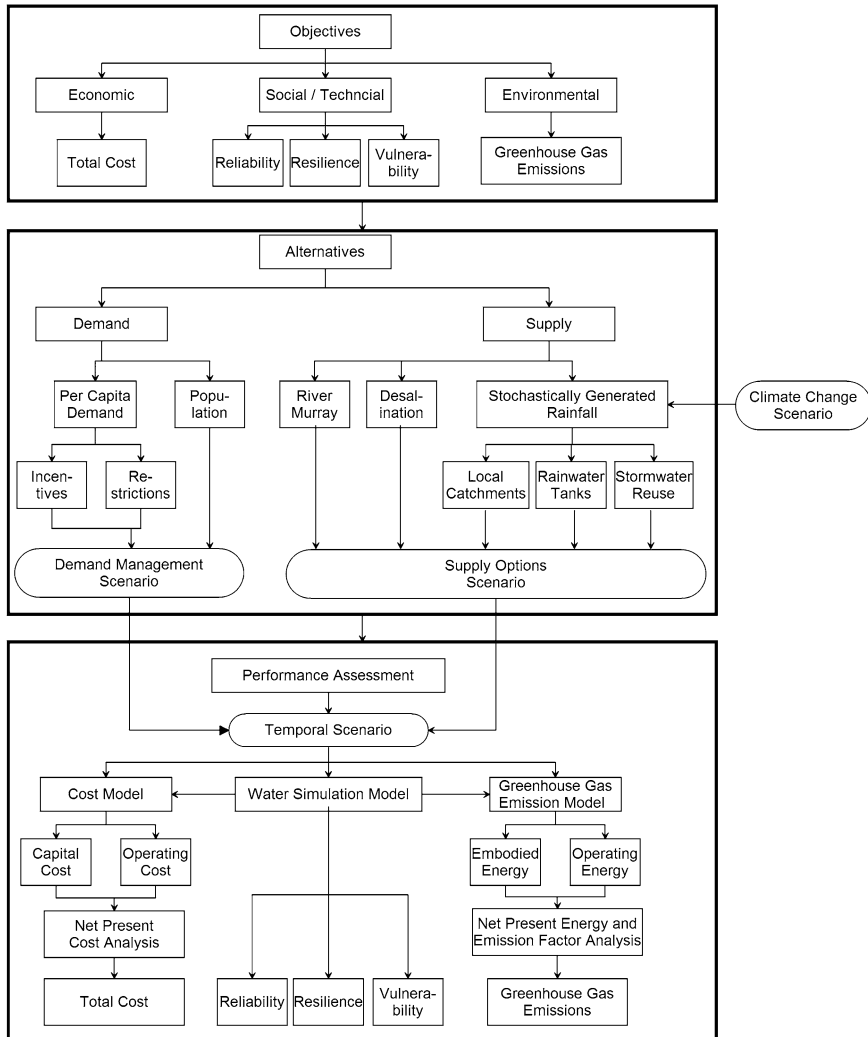 Objectives
Economic
Social / Techncial
Environmental
Total Cost
Reliability
Resilience
Vulnera-
bility
Greenhouse Gas
Emissions
Alternatives
Demand
Supply
Per Capita
Demand
Popu-
lation
River
Murray
Desal-
ination
Stochastically Generated
Rainfall
Climate Change
Scenario
Incen-
tives
Re-
strictions
Local
Catchments
Rainwater
Tanks
Stormwater
Reuse
Demand Management
Scenario
Supply Options
Scenario
Performance Assessment
Temporal Scenario
Cost Model
Water Simulation Model
Greenhouse Gas
Emission Model
Capital
Cost
Operating
Cost
Embodied
Energy
Operating
Energy
Net Present
Cost Analysis
Net Present Energy and
Emission Factor Analysis
Total Cost
Reliability
Resilience
Vulnera-
bility
Greenhouse Gas
Emissions